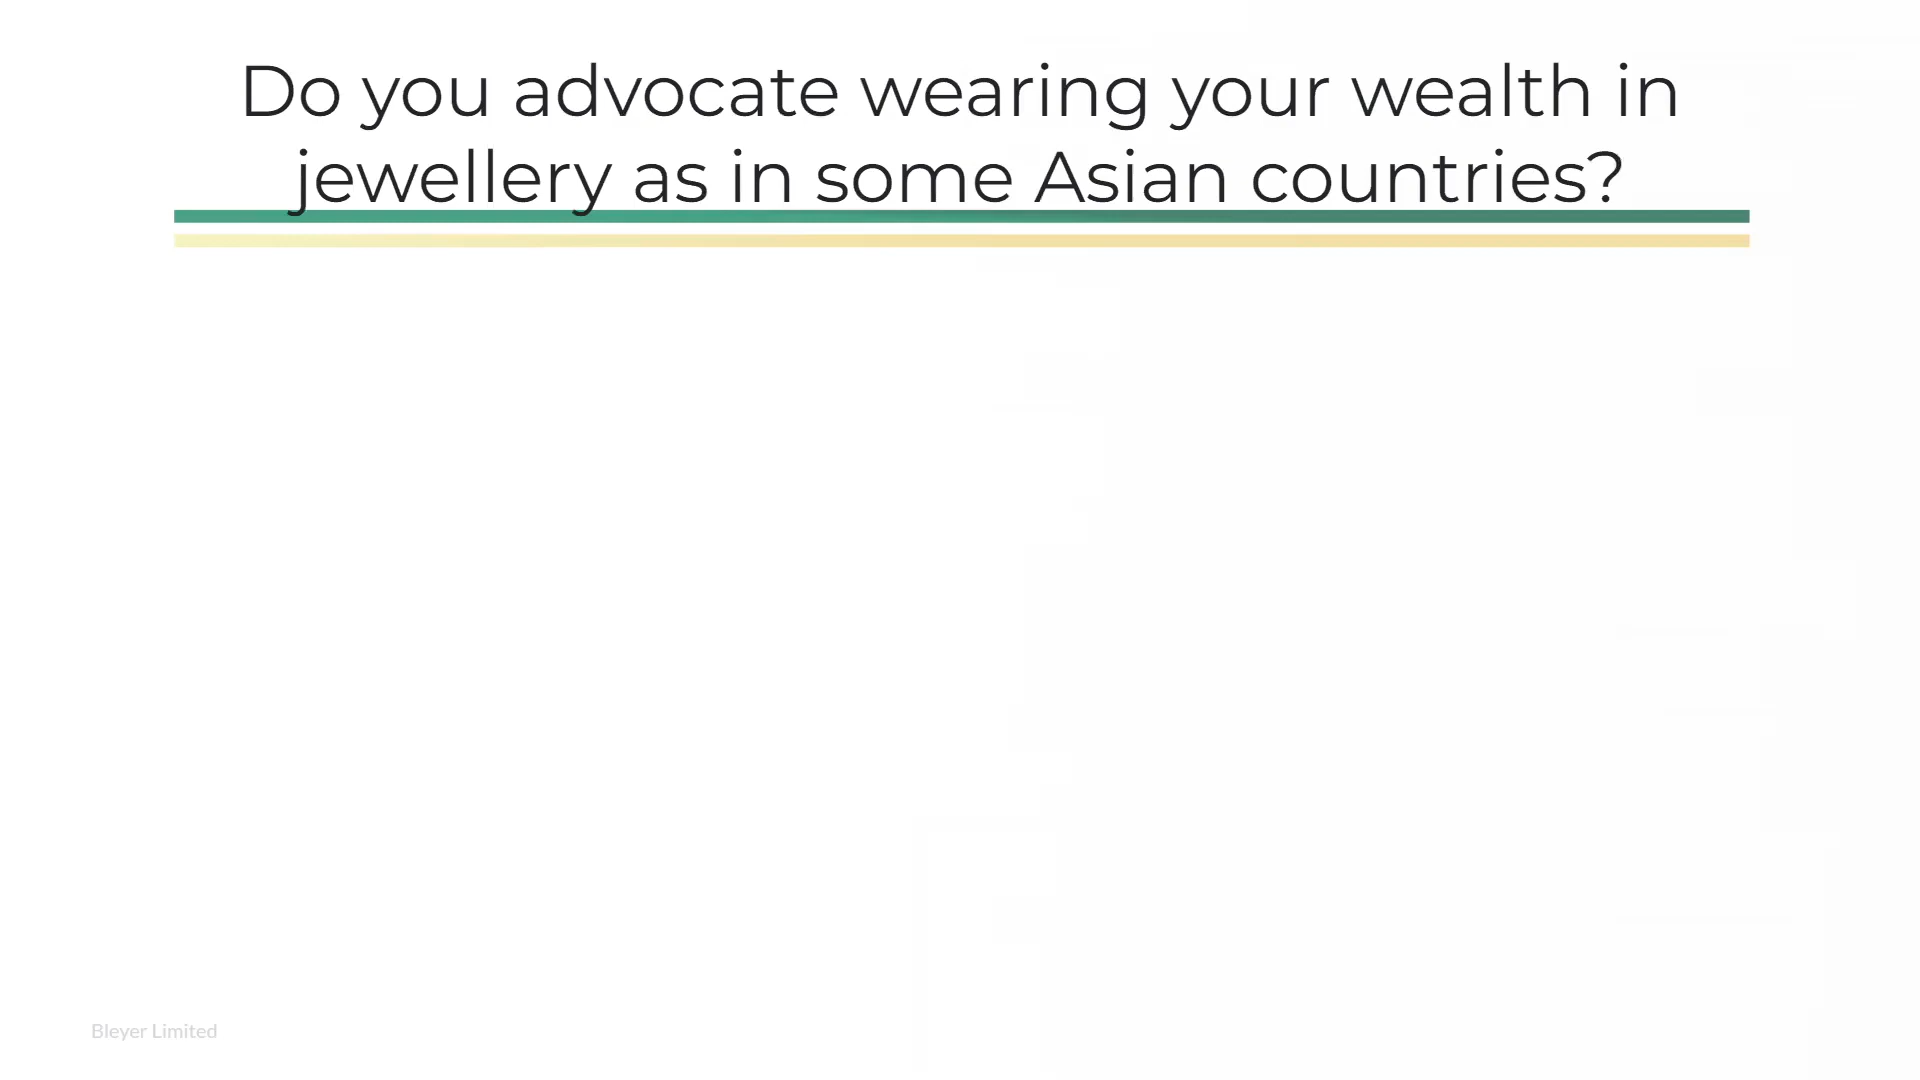 Do you advocate wearing your wealth in
jewellery as in some Asian countries?
Bleyer Limited